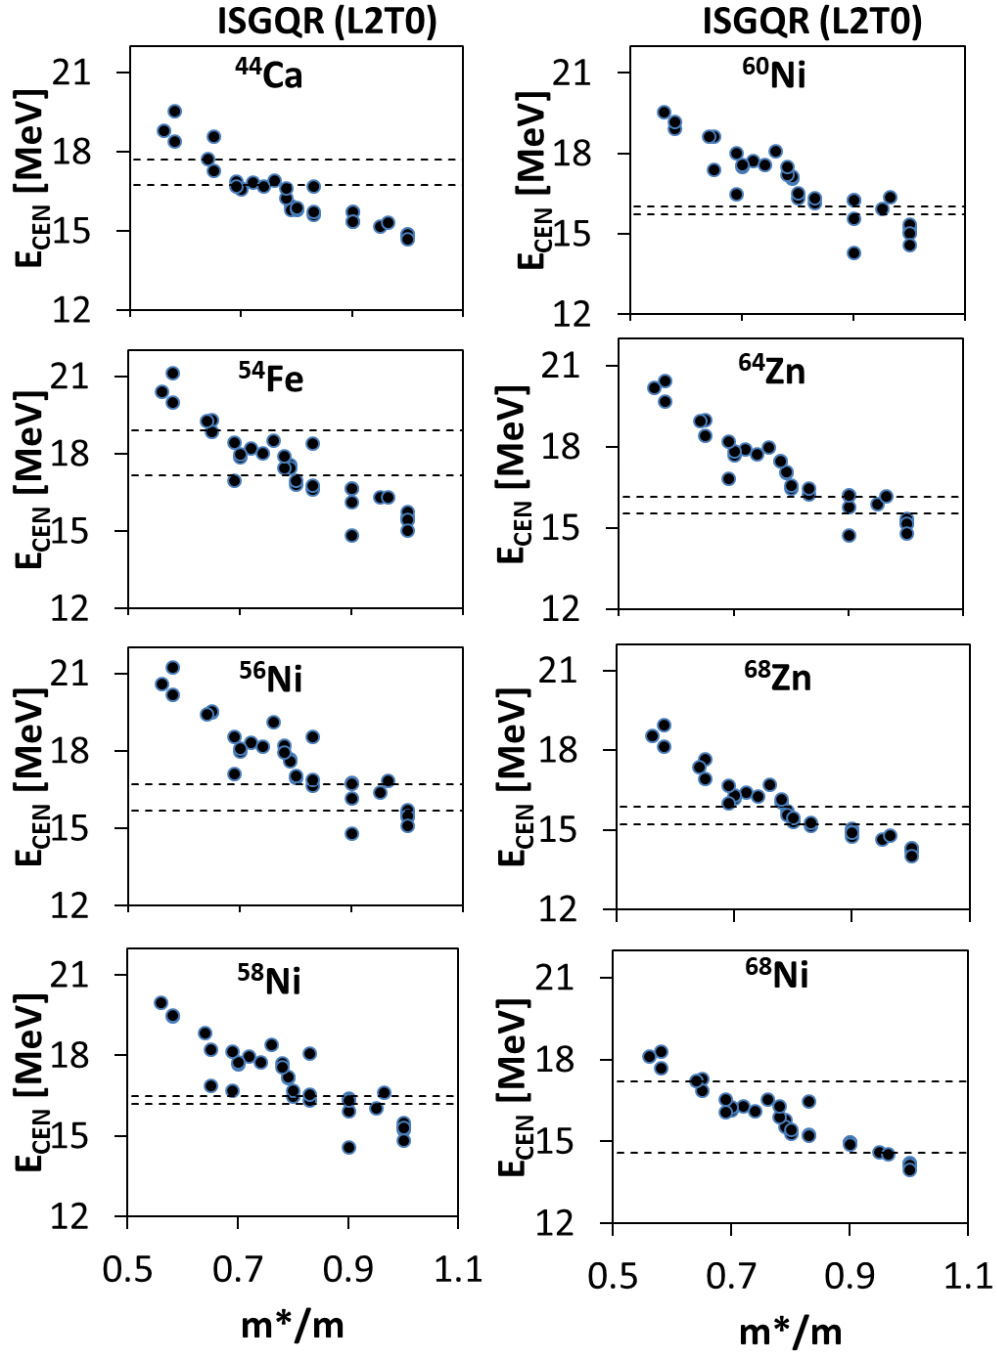 ISGQR (L2T0)
ISGQR (L2T0)
⁴⁴Ca
E_CEN [MeV]
21
18
15
12
⁶⁰Ni
E_CEN [MeV]
21
18
15
12
⁵⁴Fe
E_CEN [MeV]
21
18
15
12
⁶⁴Zn
E_CEN [MeV]
21
18
15
12
⁵⁶Ni
E_CEN [MeV]
21
18
15
12
⁶⁸Zn
E_CEN [MeV]
21
18
15
12
⁵⁸Ni
E_CEN [MeV]
21
18
15
12
0.5 0.7 0.9 1.1
m*/m
⁶⁸Ni
E_CEN [MeV]
21
18
15
12
0.5 0.7 0.9 1.1
m*/m